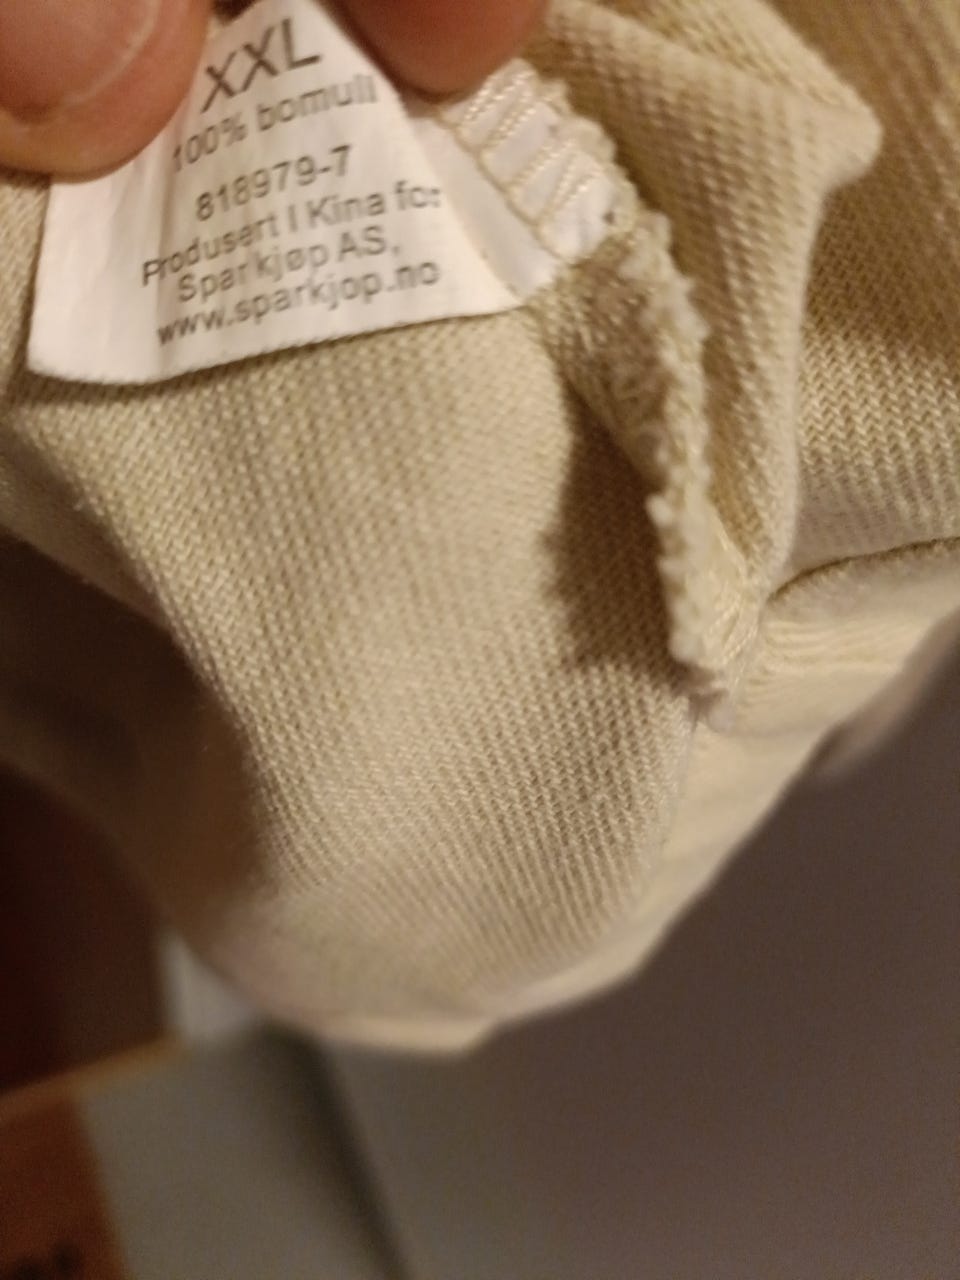 XXL
100% bomull
818979-7
Produsert I Kina for
Sparkjøp AS,
www.sparkjop.no